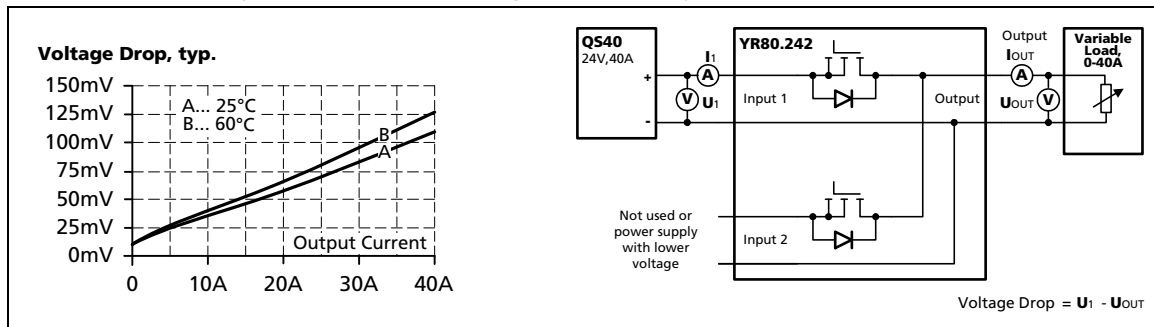 Voltage Drop, typ.
150mV
125mV
100mV
75mV
50mV
25mV
0mV
A... 25°C
B... 60°C
B
A
Output Current
0 10A 20A 30A 40A
QS40
24V,40A
+
-
I1
A
V U1
YR80.242
Input 1
Output
Input 2
Not used or
power supply
with lower
voltage
Output
IOUT
A
UOUT V
Variable
Load,
0-40A
Voltage Drop = U1 - UOUT